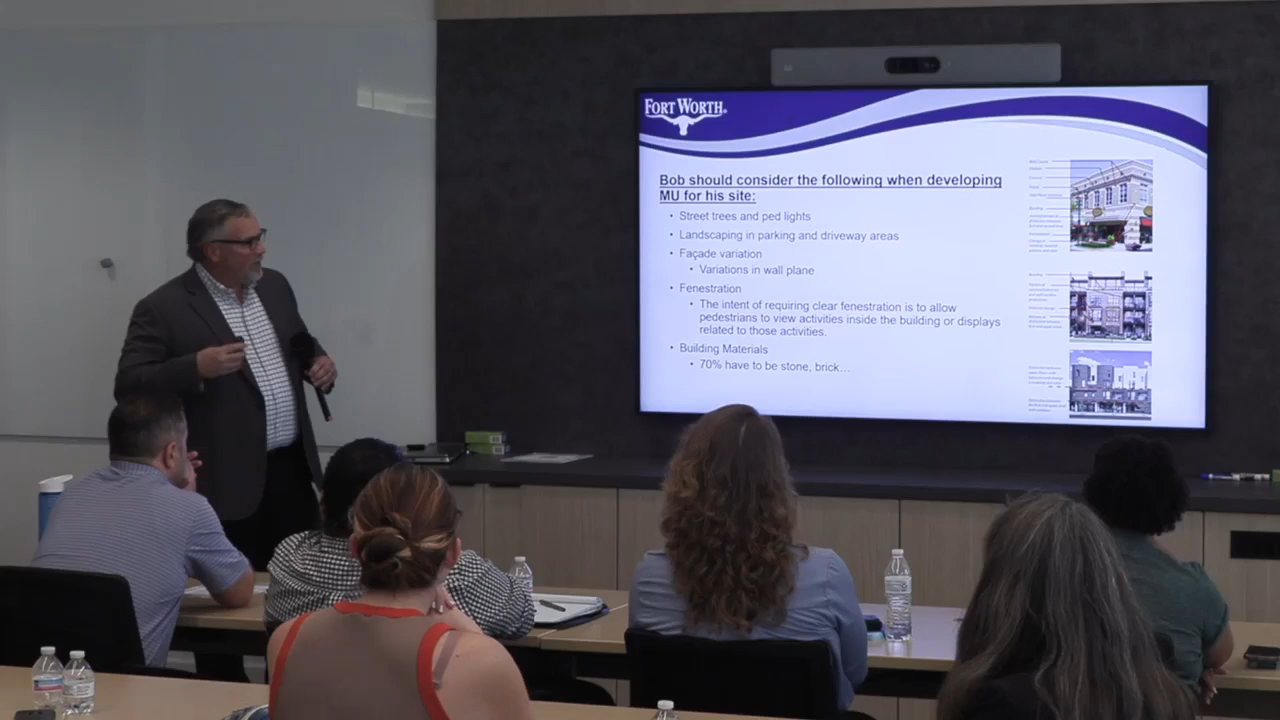 FORT WORTH®
Bob should consider the following when developing
MU for his site:
• Street trees and ped lights
• Landscaping in parking and driveway areas
• Façade variation
• Variations in wall plane
• Fenestration
• The intent of requiring clear fenestration is to allow
pedestrians to view activities inside the building or displays
related to those activities.
• Building Materials
• 70% have to be stone, brick…